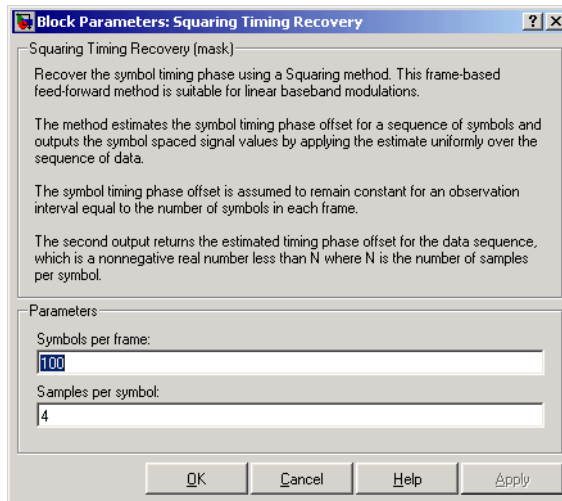 Block Parameters: Squaring Timing Recovery
Squaring Timing Recovery (mask)
Recover the symbol timing phase using a Squaring method. This frame-based
feed-forward method is suitable for linear baseband modulations.
The method estimates the symbol timing phase offset for a sequence of symbols and
outputs the symbol spaced signal values by applying the estimate uniformly over the
sequence of data.
The symbol timing phase offset is assumed to remain constant for an observation
interval equal to the number of symbols in each frame.
The second output returns the estimated timing phase offset for the data sequence,
which is a nonnegative real number less than N where N is the number of samples
per symbol.
Parameters
Symbols per frame:
100
Samples per symbol:
4
OK Cancel Help Apply